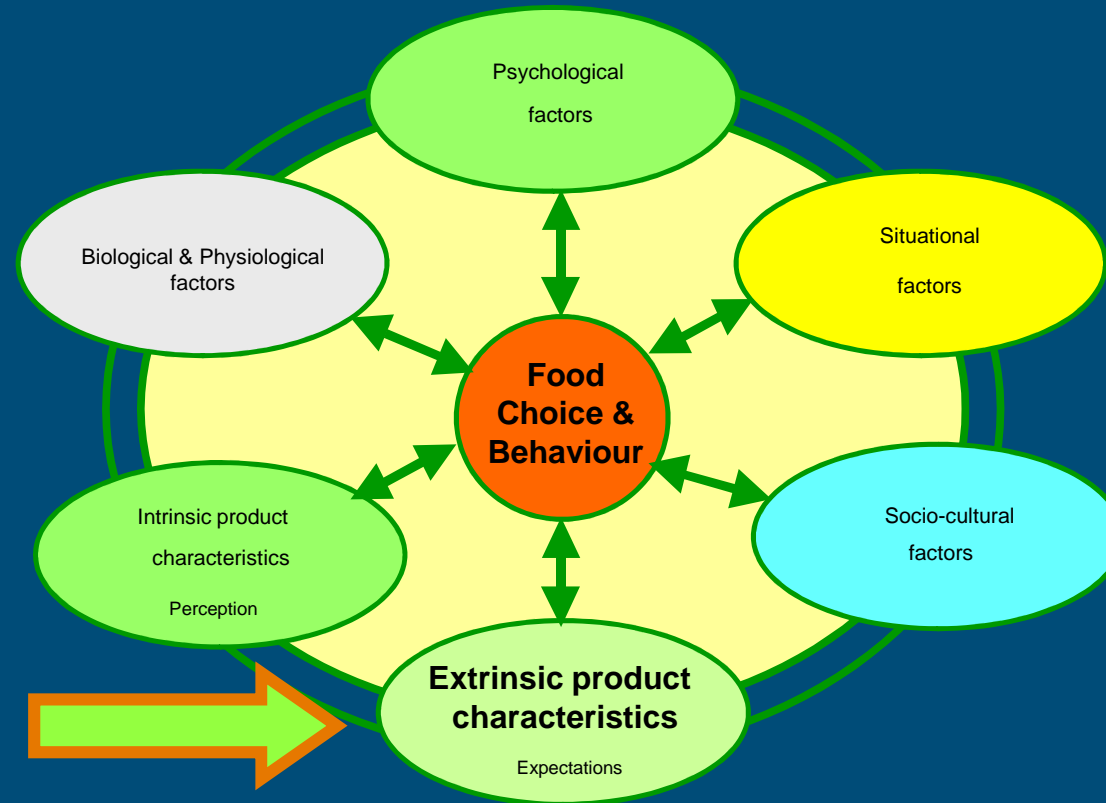 Psychological
factors
Biological & Physiological
factors
Situational
factors
Food
Choice &
Behaviour
Intrinsic product
characteristics
Perception
Socio-cultural
factors
Extrinsic product
characteristics
Expectations